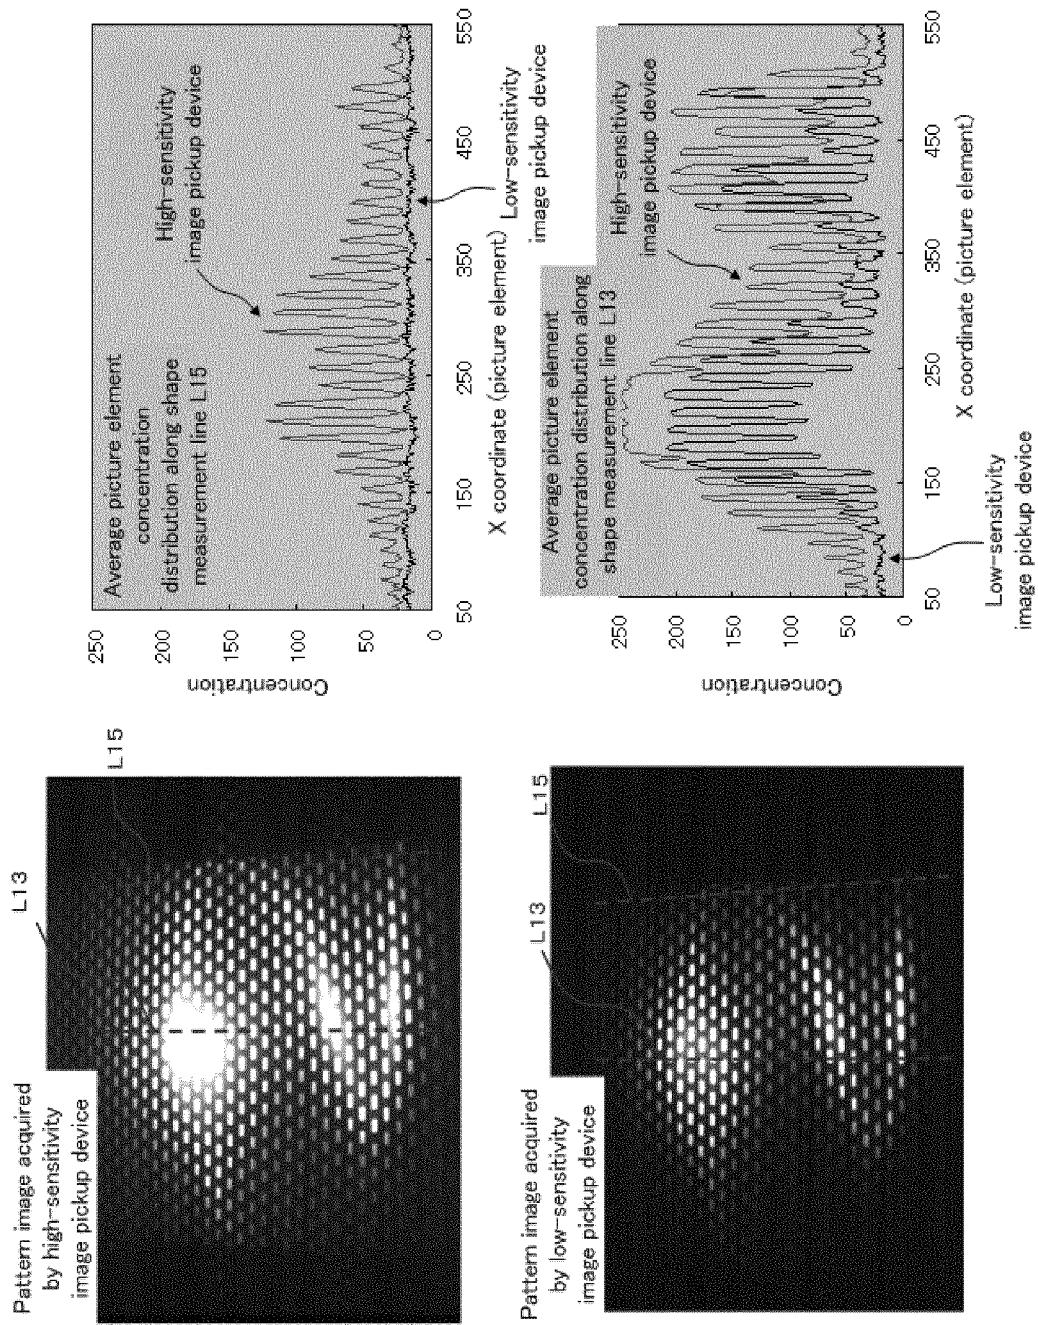 Pattern image acquired
by high-sensitivity
image pickup device
L13
L15
Concentration
250
200
150
100
50
0
Average picture element
concentration
distribution along shape
measurement line L15
High-sensitivity
image pickup device
50
150
250
350
450
550
X coordinate (picture element)
Low-sensitivity
image pickup device
Pattern image acquired
by low-sensitivity
image pickup device
L13
L15
Concentration
250
200
150
100
50
0
Average picture element
concentration distribution along
shape measurement line L13
High-sensitivity
image pickup device
50
150
250
350
450
550
X coordinate (picture element)
Low-sensitivity
image pickup device